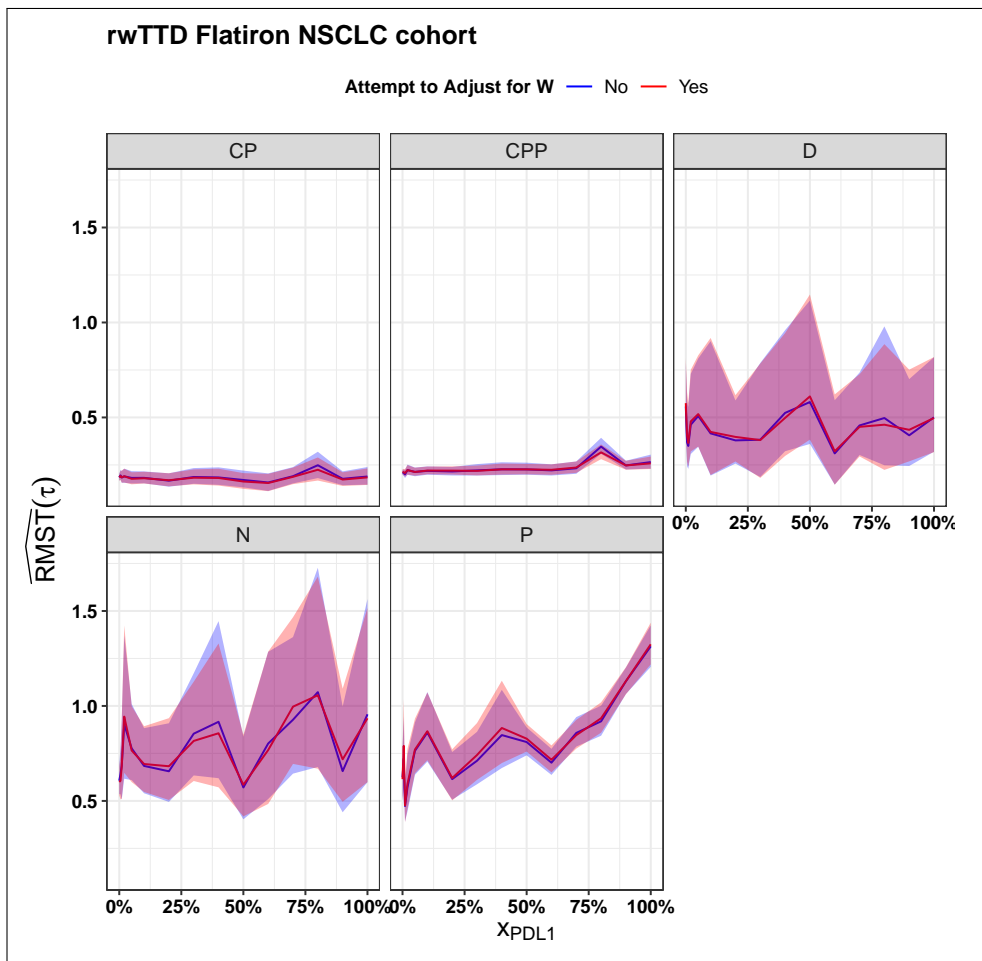 rwTTD Flatiron NSCLC cohort
Attempt to Adjust for W No Yes
CP CPP D
1.5
1.0
0.5
0% 25% 50% 75% 100%
N P
1.5
1.0
0.5
0% 25% 50% 75% 100% 0% 25% 50% 75% 100%
RMST(τ)
xPDL1